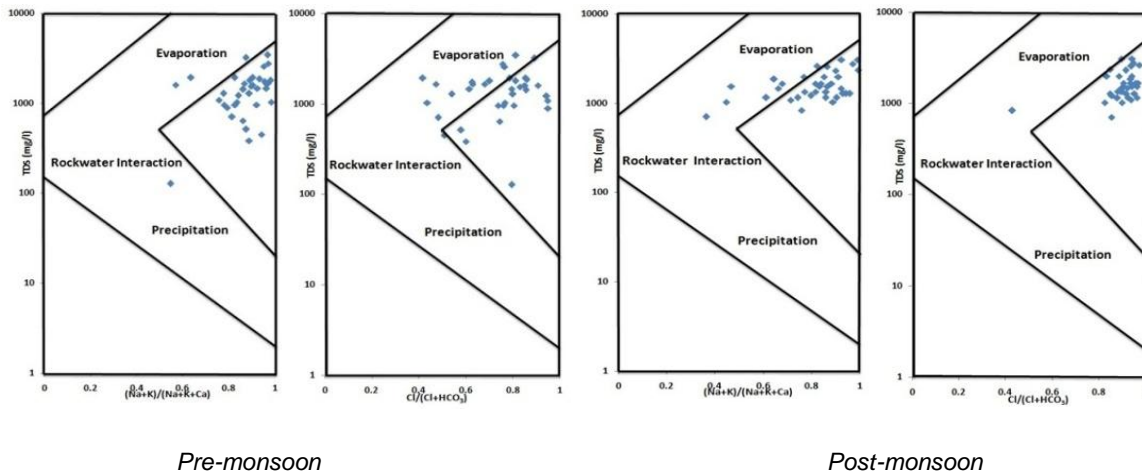 10000
1000
100
10
1
TDS (mg/l)
Evaporation
Rockwater Interaction
Precipitation
0 0.2 0.4 0.6 0.8 1
(Na+K)/(Na+K+Ca)
10000
1000
100
10
1
TDS (mg/l)
Evaporation
Rockwater Interaction
Precipitation
0 0.2 0.4 0.6 0.8 1
Cl/(Cl+HCO3)
10000
1000
100
10
1
TDS (mg/l)
Evaporation
Rockwater Interaction
Precipitation
0 0.2 0.4 0.6 0.8 1
(Na+K)/(Na+K+Ca)
10000
1000
100
10
1
TDS (mg/l)
Evaporation
Rockwater Interaction
Precipitation
0 0.2 0.4 0.6 0.8
Cl/(Cl+HCO3)
Pre-monsoon
Post-monsoon